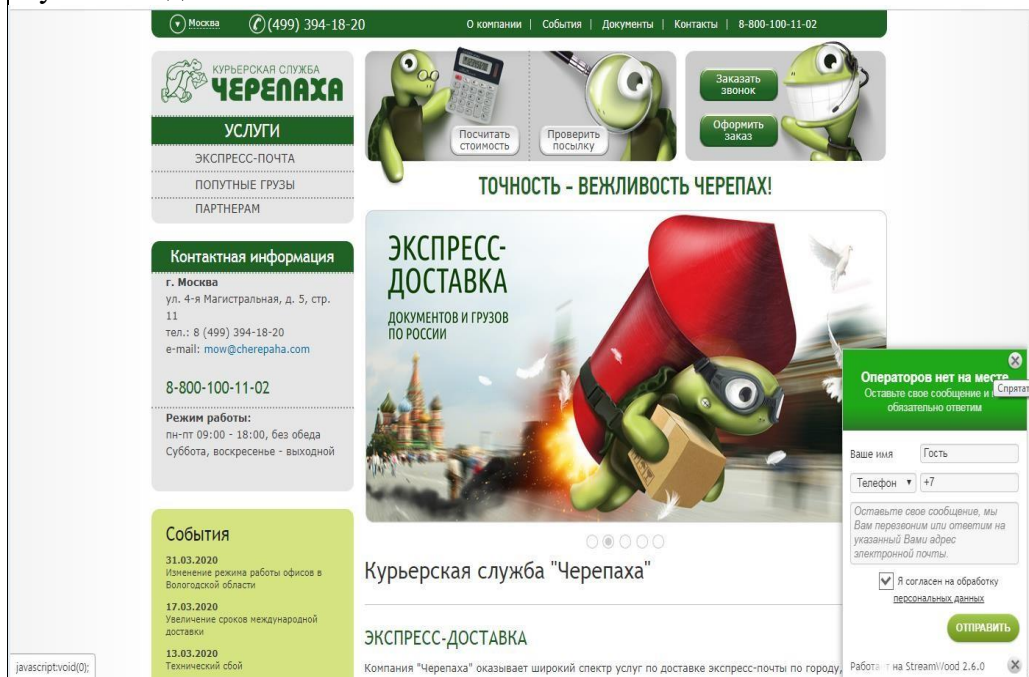 Москва
(499) 394-18-20
О компании | События | Документы | Контакты | 8-800-100-11-02
КУРЬЕРСКАЯ СЛУЖБА
ЧЕРЕПАХА
УСЛУГИ
ЭКСПРЕСС-ПОЧТА
ПОПУТНЫЕ ГРУЗЫ
ПАРТНЕРАМ
Посчитать
стоимость
Проверить
посылку
Заказать
звонок
Оформить
заказ
ТОЧНОСТЬ - ВЕЖЛИВОСТЬ ЧЕРЕПАХ!
Контактная информация
г. Москва
ул. 4-я Магистральная, д. 5, стр.
11
тел.: 8 (499) 394-18-20
e-mail: mow@cherepaha.com
8-800-100-11-02
Режим работы:
пн-пт 09:00 - 18:00, без обеда
Суббота, воскресенье - выходной
ЭКСПРЕСС-
ДОСТАВКА
ДОКУМЕНТОВ И ГРУЗОВ
ПО РОССИИ
События
31.03.2020
Изменение режима работы офисов в
Вологодской области
17.03.2020
Увеличение сроков международной
доставки
13.03.2020
Технический сбой
Курьерская служба "Черепаха"
ЭКСПРЕСС-ДОСТАВКА
Компания "Черепаха" оказывает широкий спектр услуг по доставке экспресс-почты по городу,
Операторов нет на месте
Спрятат
Оставьте свое сообщение и
обязательно ответим
Ваше имя
Гость
Телефон
+7
Оставьте свое сообщение, мы
Вам перезвоним или ответим на
указанный Вами адрес
электронной почты.
Я согласен на обработку
персональных данных
ОТПРАВИТЬ
на StreamWood 2.6.0
javascript:void(0);